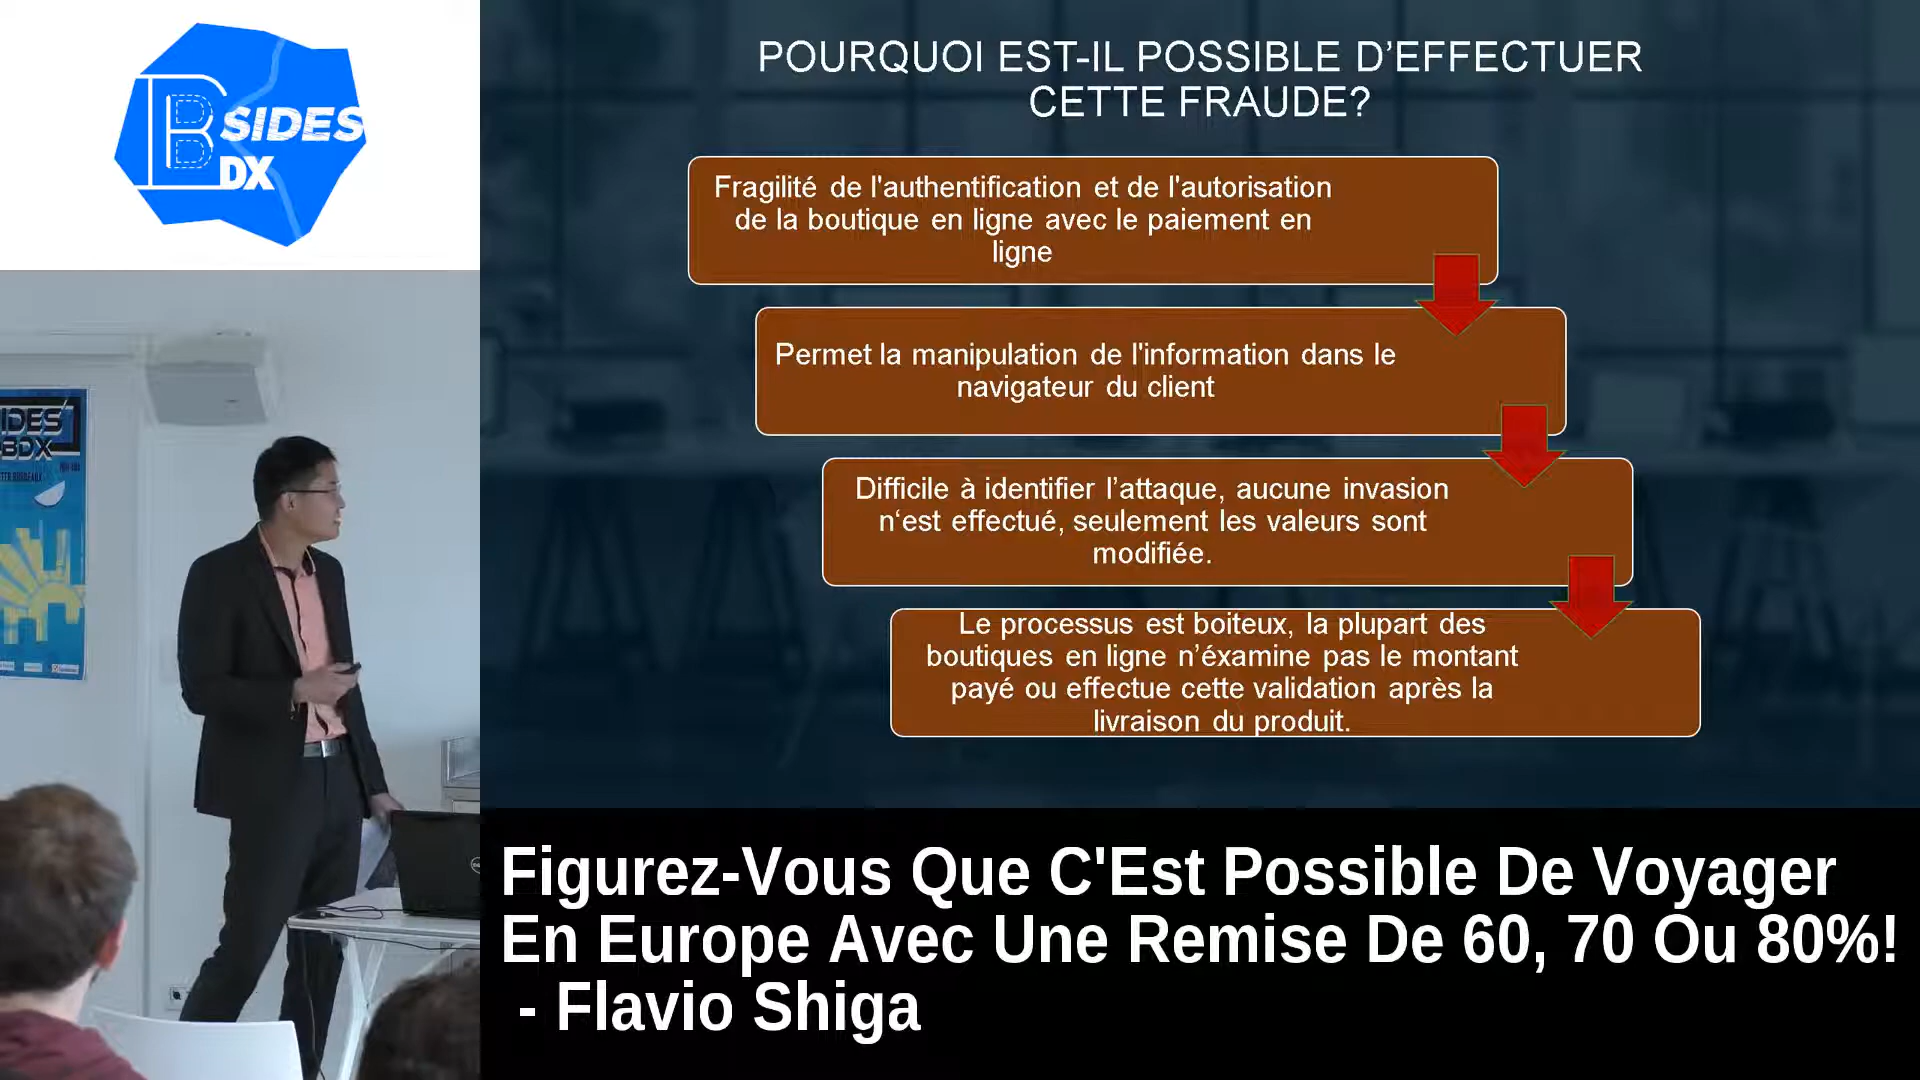 B SIDES
BDX
IDES
BDX
POURQUOI EST-IL POSSIBLE D’EFFECTUER
CETTE FRAUDE?
Fragilité de l'authentification et de l'autorisation
de la boutique en ligne avec le paiement en
ligne
Permet la manipulation de l'information dans le
navigateur du client
Difficile à identifier l’attaque, aucune invasion
n‘est effectué, seulement les valeurs sont
modifiée.
Le processus est boiteux, la plupart des
boutiques en ligne n’éxamine pas le montant
payé ou effectue cette validation après la
livraison du produit.
Figurez-Vous Que C'Est Possible De Voyager
En Europe Avec Une Remise De 60, 70 Ou 80%!
- Flavio Shiga